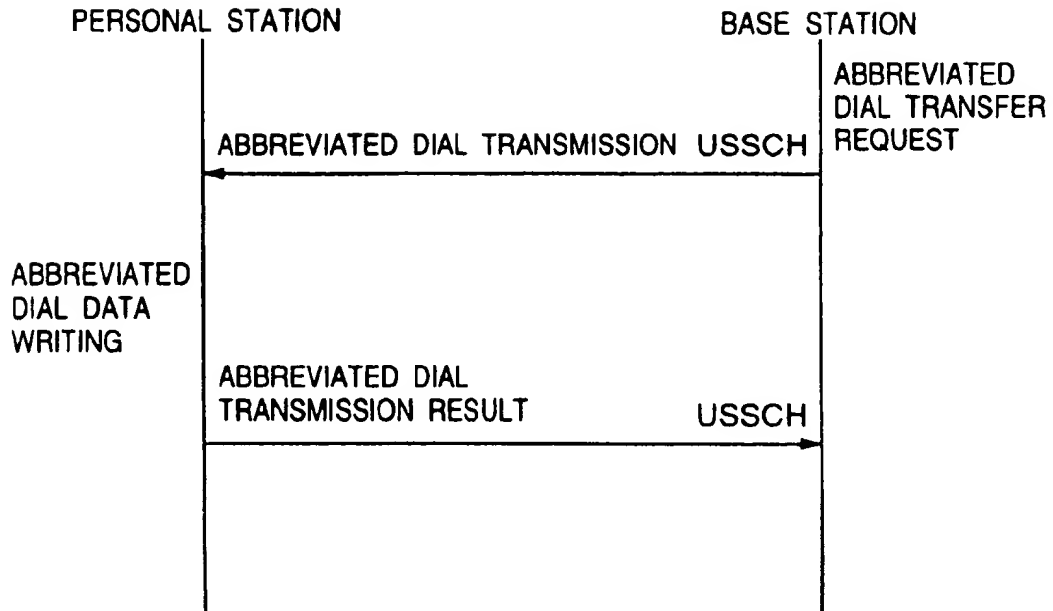 PERSONAL STATION
BASE STATION
ABBREVIATED
DIAL TRANSFER
REQUEST
ABBREVIATED DIAL TRANSMISSION USSCH
ABBREVIATED
DIAL DATA
WRITING
ABBREVIATED DIAL
TRANSMISSION RESULT USSCH